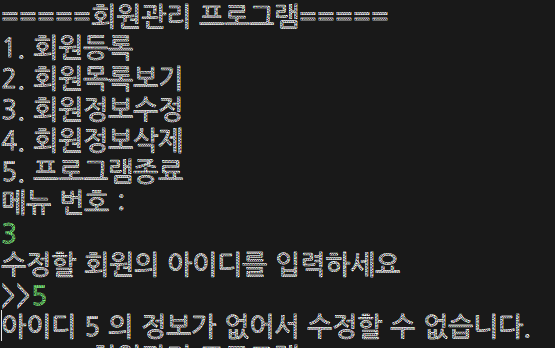 =====회원관리 프로그램=====
1. 회원등록
2. 회원목록보기
3. 회원정보수정
4. 회원정보삭제
5. 프로그램종료
메뉴 번호 :
3
수정할 회원의 아이디를 입력하세요
>>5
아이디 5 의 정보가 없어서 수정할 수 없습니다.